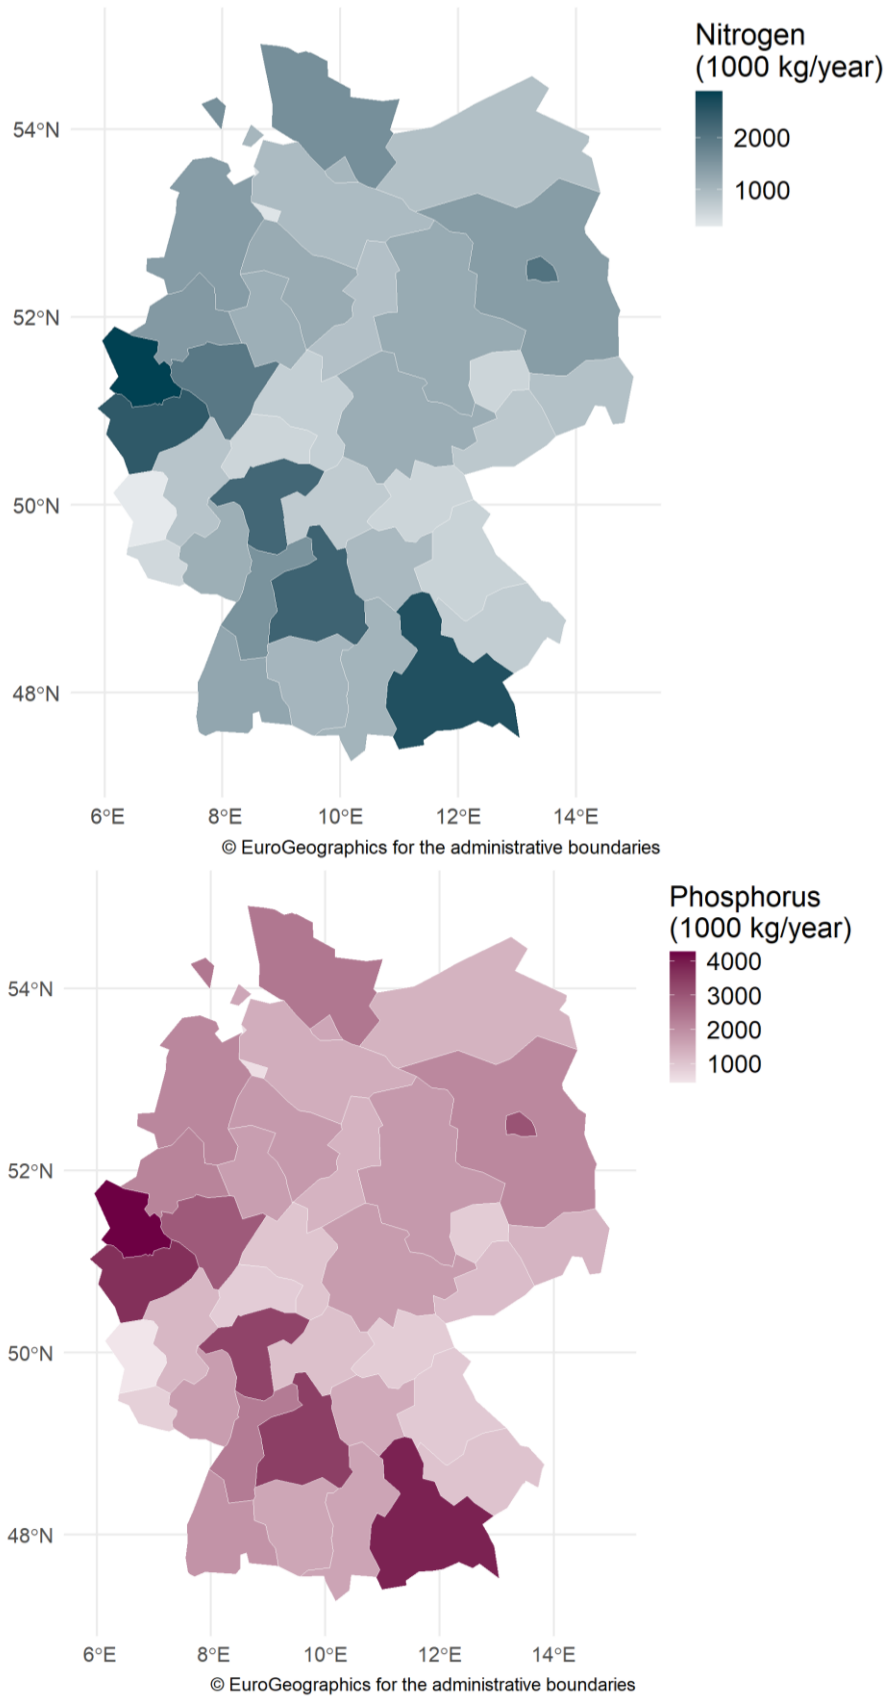 Nitrogen
(1000 kg/year)
2000
1000
54°N
52°N
50°N
48°N
6°E 8°E 10°E 12°E 14°E
© EuroGeographics for the administrative boundaries
Phosphorus
(1000 kg/year)
4000
3000
2000
1000
54°N
52°N
50°N
48°N
6°E 8°E 10°E 12°E 14°E
© EuroGeographics for the administrative boundaries